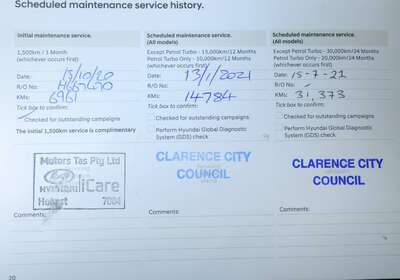 Scheduled maintenance service history.
Initial maintenance service.
1,500km / 1 Month
(whichever occurs first)
Date: 15/10/20
R/O No:
KMs: 6961
Tick box to confirm:
Checked for outstanding campaigns
The initial 1,500km service is complimentary
Motors Tas Pty Ltd
HYUNDAI iCare
Hobart 7004
Comments:
Scheduled maintenance service.
(All models)
Except Petrol Turbo - 15,000km/12 Months
Petrol Turbo Only - 10,000km/12 Months
(whichever occurs first)
Date: 13/1/2021
R/O No:
KMs: 14784
Tick box to confirm:
Checked for outstanding campaigns
Perform Hyundai Global Diagnostic
System (GDS) check
CLARENCE CITY
COUNCIL
Comments:
Scheduled maintenance service.
(All models)
Except Petrol Turbo - 30,000km/24 Months
Petrol Turbo Only - 20,000km/24 Months
(whichever occurs first)
Date: 15-7-21
R/O No:
KMs: 31,373
Tick box to confirm:
Checked for outstanding campaigns
Perform Hyundai Global Diagnostic
System (GDS) check
CLARENCE CITY
COUNCIL
Comments:
20